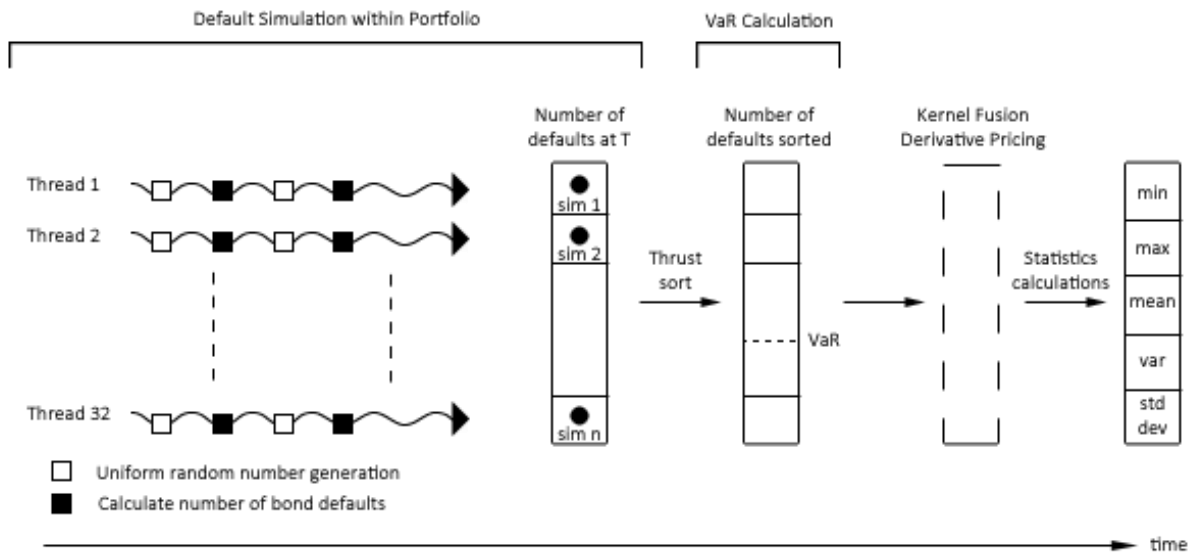 Default Simulation within Portfolio
VaR Calculation
Number of
defaults at T
Number of
defaults sorted
Kernel Fusion
Derivative Pricing
Thread 1
sim 1
min
Thread 2
sim 2
max
Thrust
sort
Statistics
calculations
mean
VaR
var
Thread 32
sim n
std
dev
Uniform random number generation
Calculate number of bond defaults
time